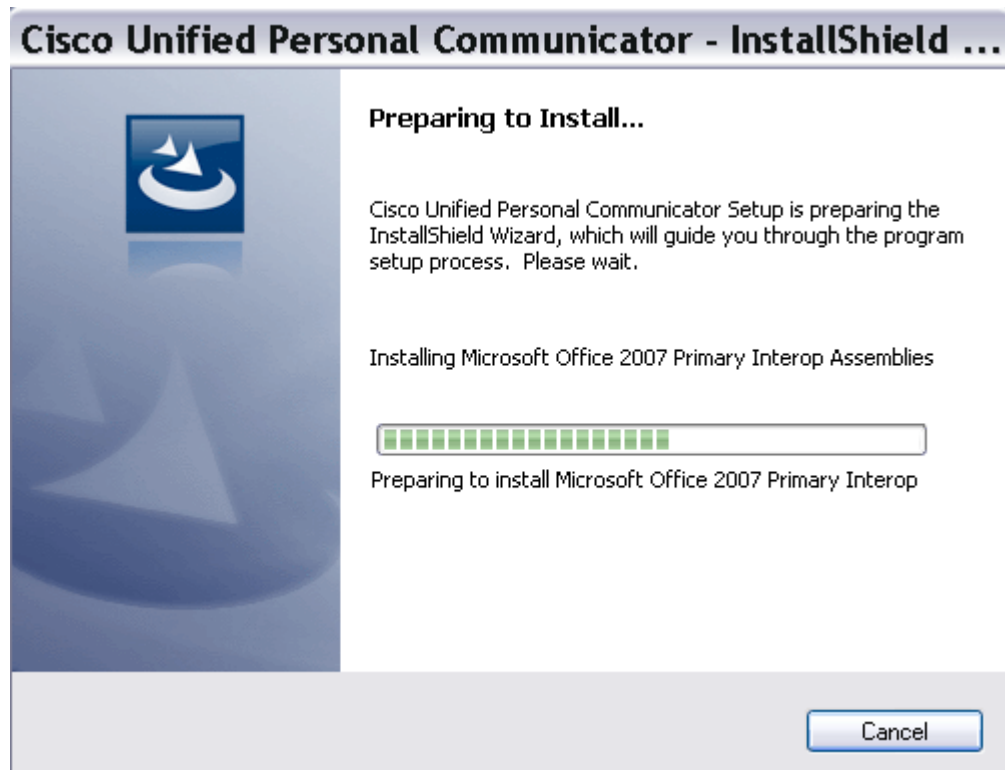 Cisco Unified Personal Communicator - InstallShield ...
Preparing to Install...
Cisco Unified Personal Communicator Setup is preparing the
InstallShield Wizard, which will guide you through the program
setup process.  Please wait.
Installing Microsoft Office 2007 Primary Interop Assemblies
Preparing to install Microsoft Office 2007 Primary Interop
Cancel